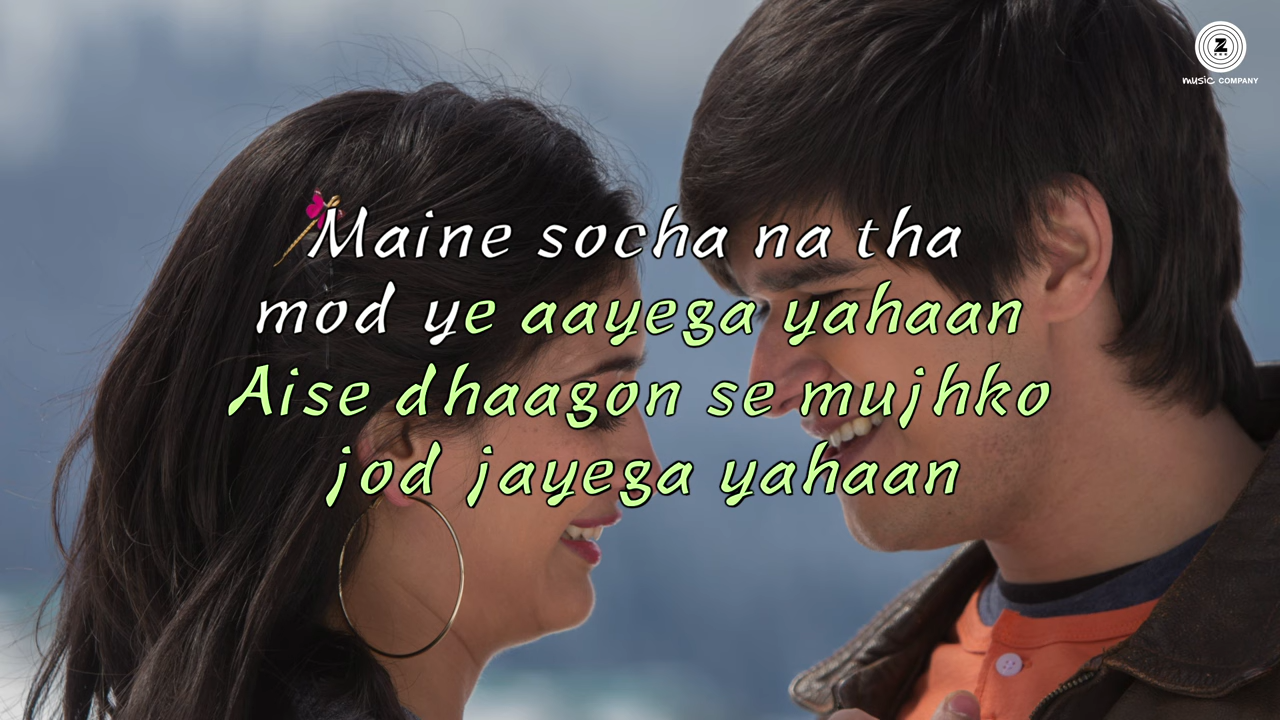 Z
music COMPANY
Maine socha na tha
mod ye aayega yahaan
Aise dhaagon se mujhko
jod jayega yahaan